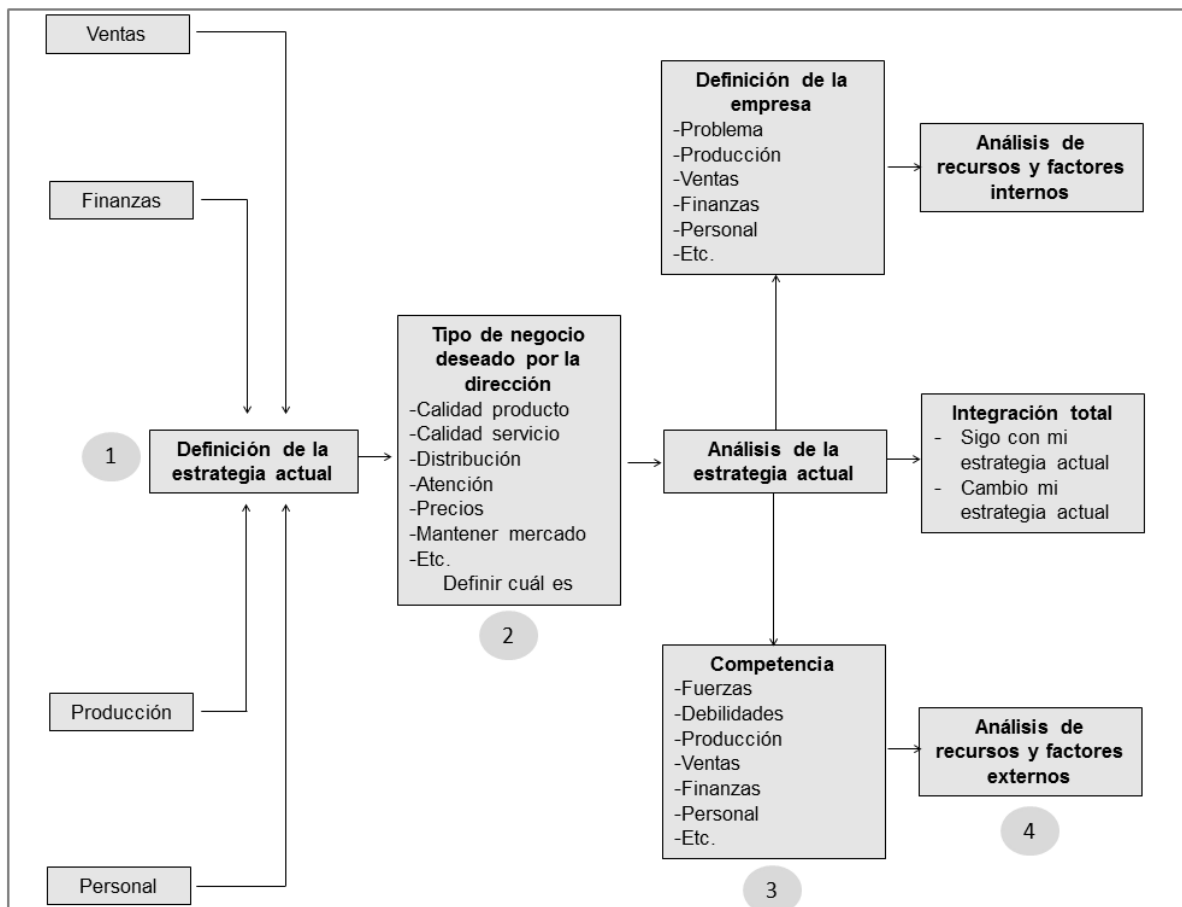 Ventas
Finanzas
Producción
Personal
1
Definición de la
estrategia actual
Tipo de negocio
deseado por la
dirección
-Calidad producto
-Calidad servicio
-Distribución
-Atención
-Precios
-Mantener mercado
-Etc.
Definir cuál es
2
Definición de la
empresa
-Problema
-Producción
-Ventas
-Finanzas
-Personal
-Etc.
Análisis de la
estrategia actual
Competencia
-Fuerzas
-Debilidades
-Producción
-Ventas
-Finanzas
-Personal
-Etc.
3
Análisis de
recursos y factores
internos
Integración total
- Sigo con mi
estrategia actual
- Cambio mi
estrategia actual
Análisis de
recursos y factores
externos
4